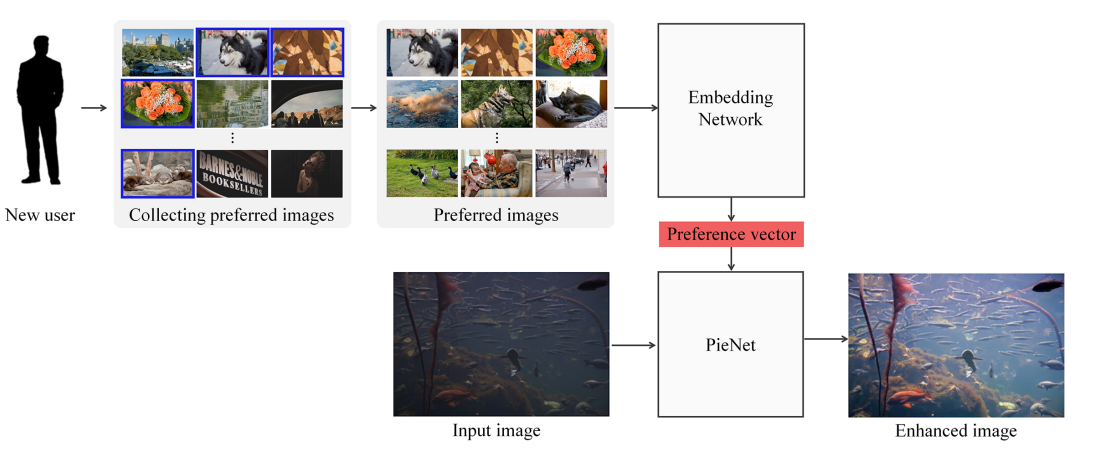 BARNES&NOBLE
BOOKSELLERS
New user
Collecting preferred images
Preferred images
Embedding
Network
Preference vector
PieNet
Input image
Enhanced image